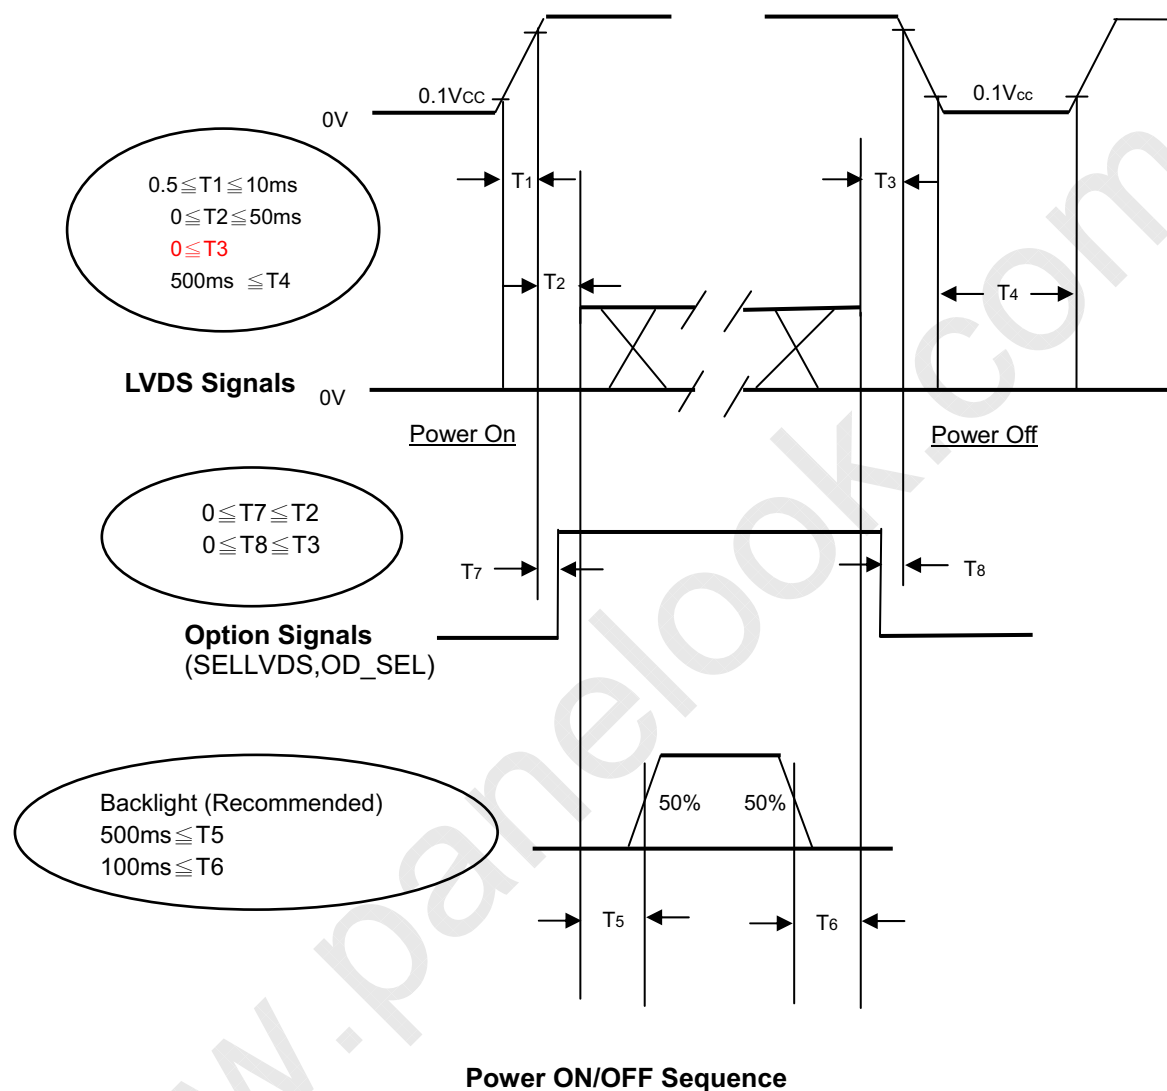 0.1Vcc
0.1Vcc
0V
T1
T3
0.5≦T1≦10ms
0≦T2≦50ms
0≦T3
500ms ≦T4
T2
T4
LVDS Signals
0V
Power On
Power Off
0≦T7≦T2
0≦T8≦T3
T7
T8
Option Signals
(SELLVDS,OD_SEL)
Backlight (Recommended)
500ms≦T5
100ms≦T6
50%
50%
T5
T6
Power ON/OFF Sequence
w.panelook.com